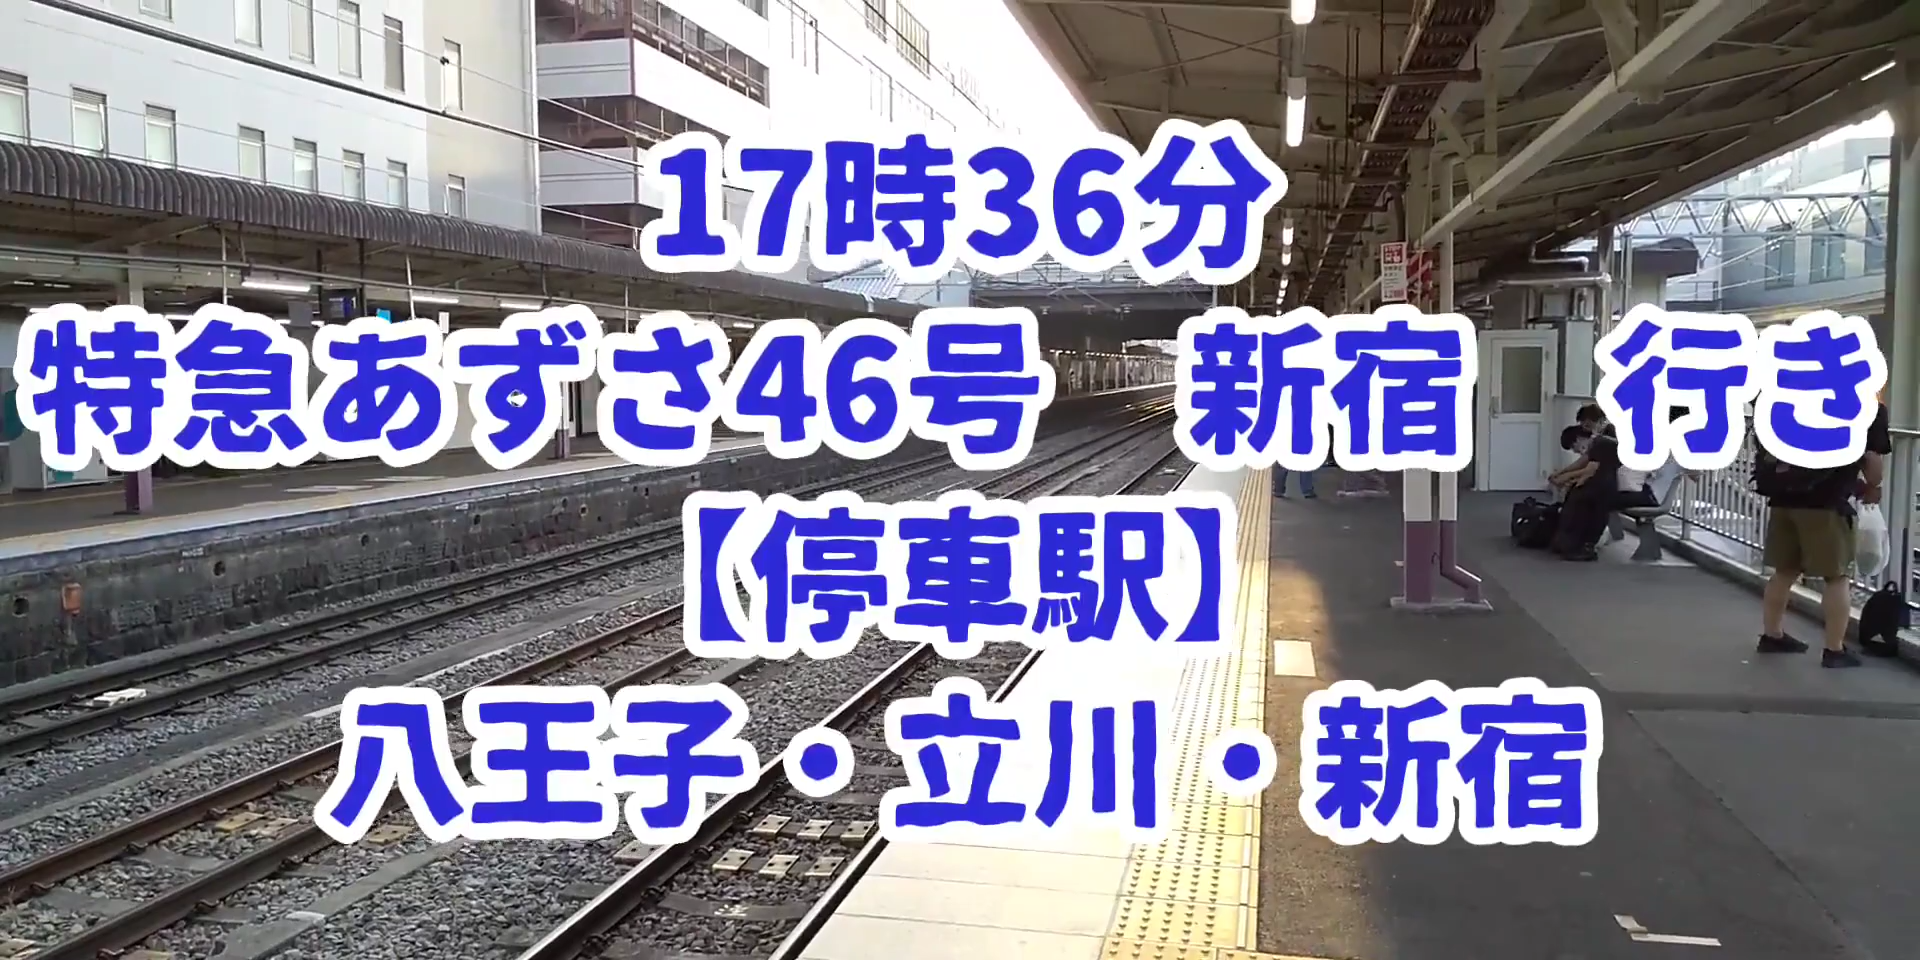 17時36分
特急あずさ46号　新宿　行き
【停車駅】
八王子・立川・新宿